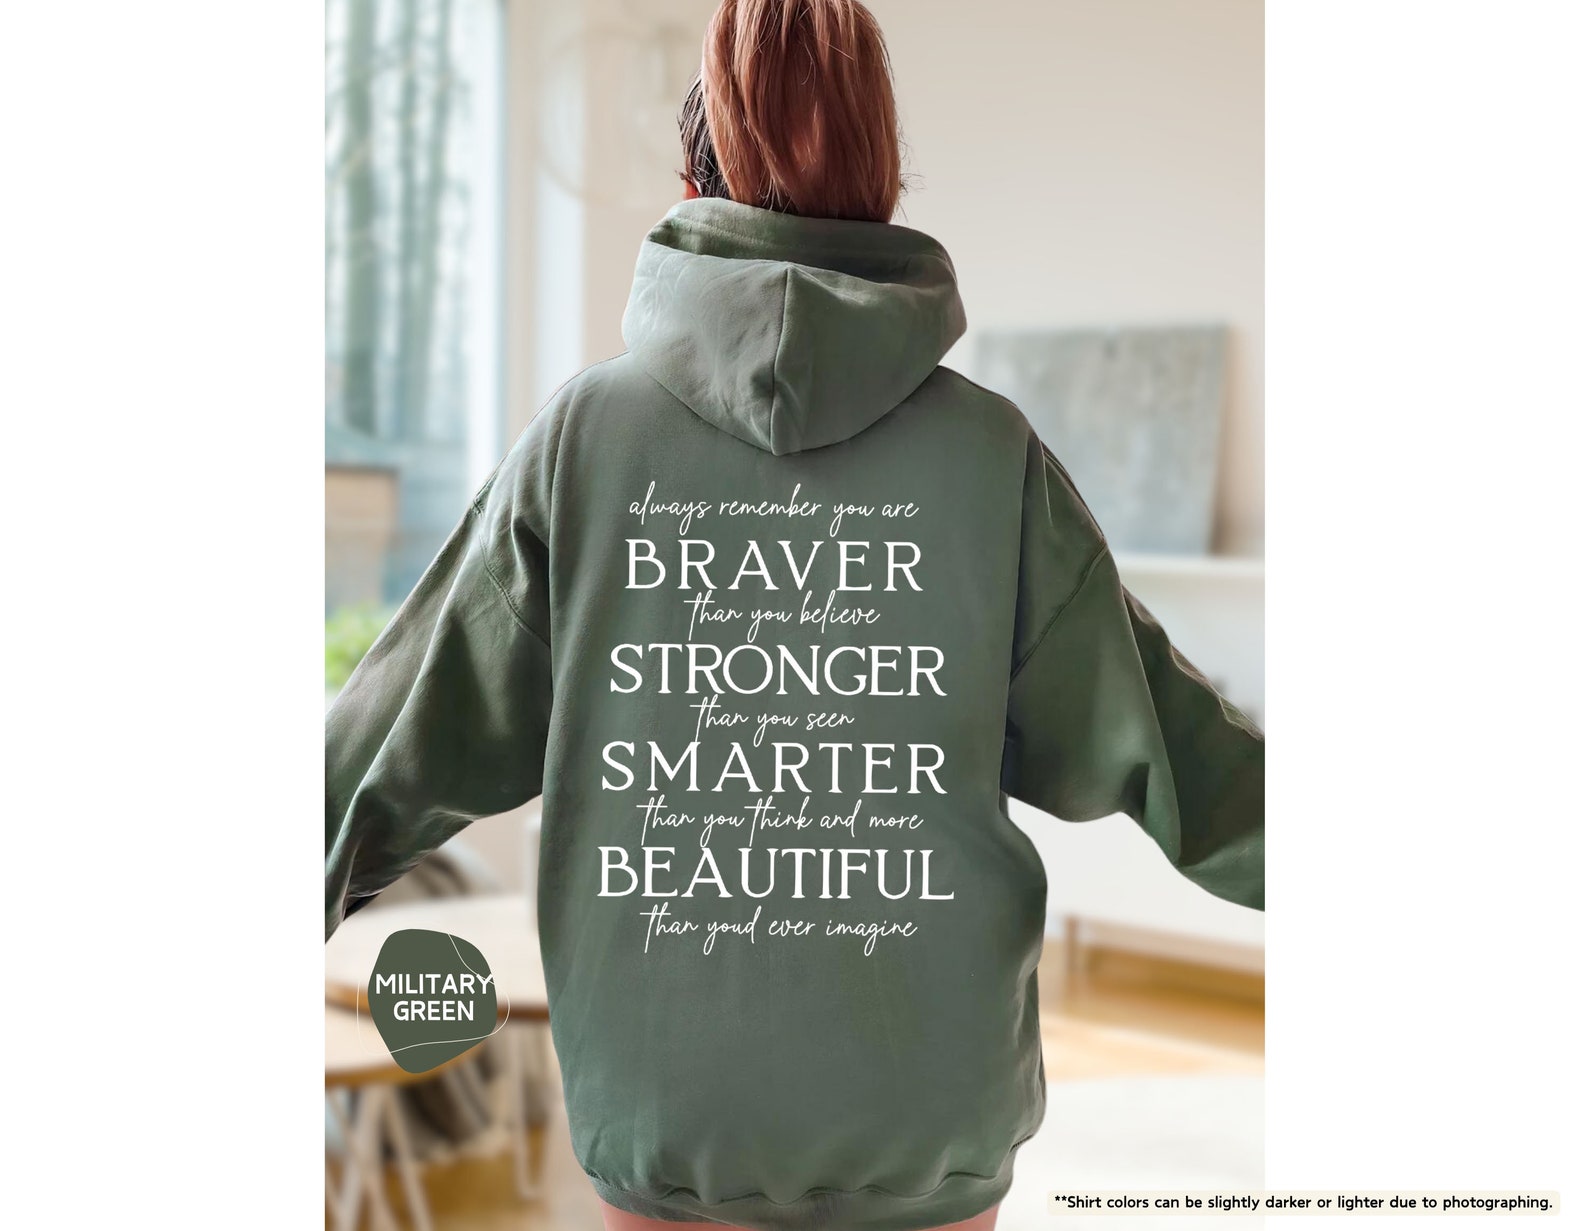 always remember you are
BRAVER
than you believe
STRONGER
than you seen
SMARTER
than you think and more
BEAUTIFUL
than youd ever imagine
MILITARY
GREEN
**Shirt colors can be slightly darker or lighter due to photographing.